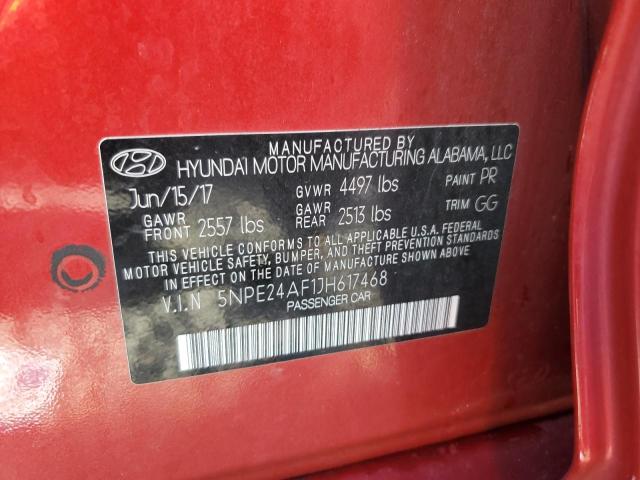 MANUFACTURED BY
HYUNDAI MOTOR MANUFACTURING ALABAMA, LLC
Jun/15/17 GVWR 4497 lbs PAINT PR
GAWR FRONT 2557 lbs GAWR REAR 2513 lbs TRIM GG
THIS VEHICLE CONFORMS TO ALL APPLICABLE U.S.A. FEDERAL
MOTOR VEHICLE SAFETY, BUMPER, AND THEFT PREVENTION STANDARDS
IN EFFECT ON THE DATE OF MANUFACTURE SHOWN ABOVE.
V.I.N 5NPE24AF1JH617468
PASSENGER CAR